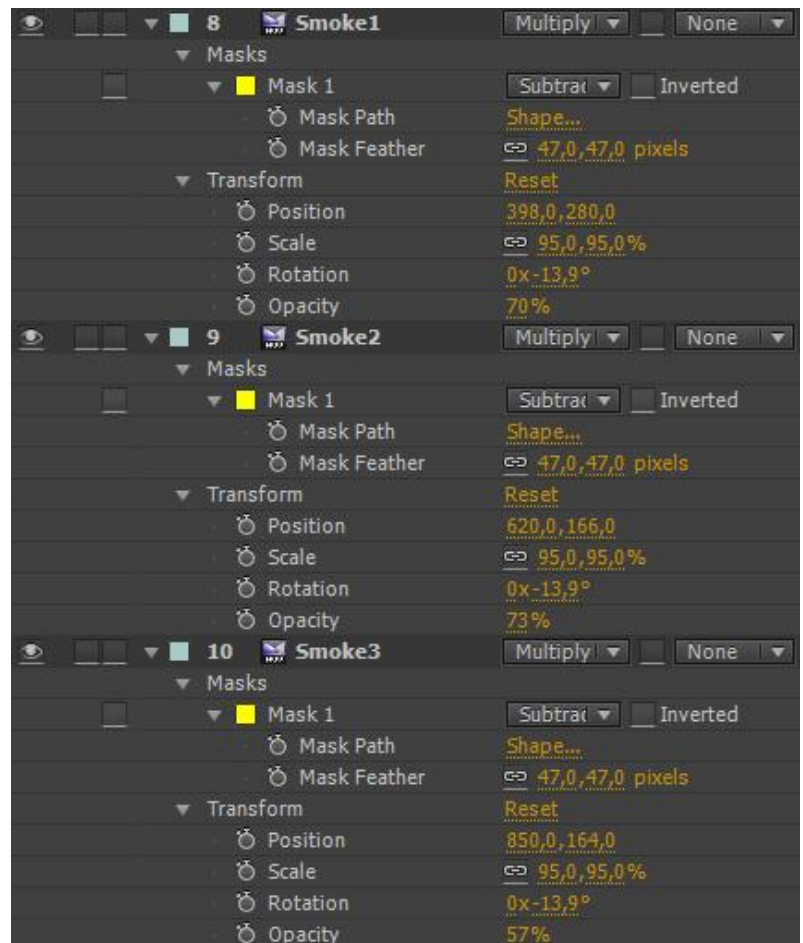 8 Smoke1 Multiply None
Masks
Mask 1 Subtrac Inverted
Mask Path Shape...
Mask Feather 47,0,47,0 pixels
Transform Reset
Position 398,0,280,0
Scale 95,0,95,0%
Rotation 0x-13,9°
Opacity 70%
9 Smoke2 Multiply None
Masks
Mask 1 Subtrac Inverted
Mask Path Shape...
Mask Feather 47,0,47,0 pixels
Transform Reset
Position 620,0,166,0
Scale 95,0,95,0%
Rotation 0x-13,9°
Opacity 73%
10 Smoke3 Multiply None
Masks
Mask 1 Subtrac Inverted
Mask Path Shape...
Mask Feather 47,0,47,0 pixels
Transform Reset
Position 850,0,164,0
Scale 95,0,95,0%
Rotation 0x-13,9°
Opacity 57%